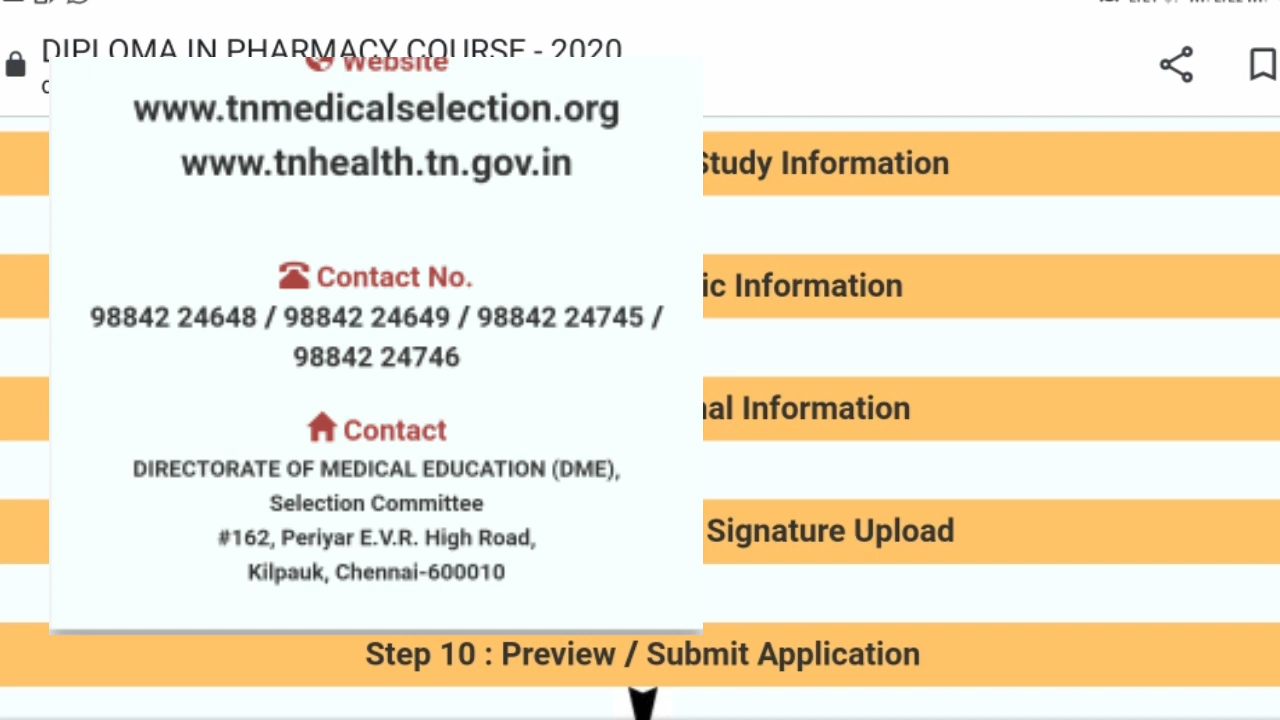 DIPLOMA IN PHARMACY COURSE - 2020
Website
www.tnmedicalselection.org
www.tnhealth.tn.gov.in
Contact No.
98842 24648 / 98842 24649 / 98842 24745 /
98842 24746
Contact
DIRECTORATE OF MEDICAL EDUCATION (DME),
Selection Committee
#162, Periyar E.V.R. High Road,
Kilpauk, Chennai-600010
Study Information
Information
Information
Signature Upload
Step 10 : Preview / Submit Application